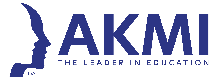 AKMI
THE LEADER IN EDUCATION